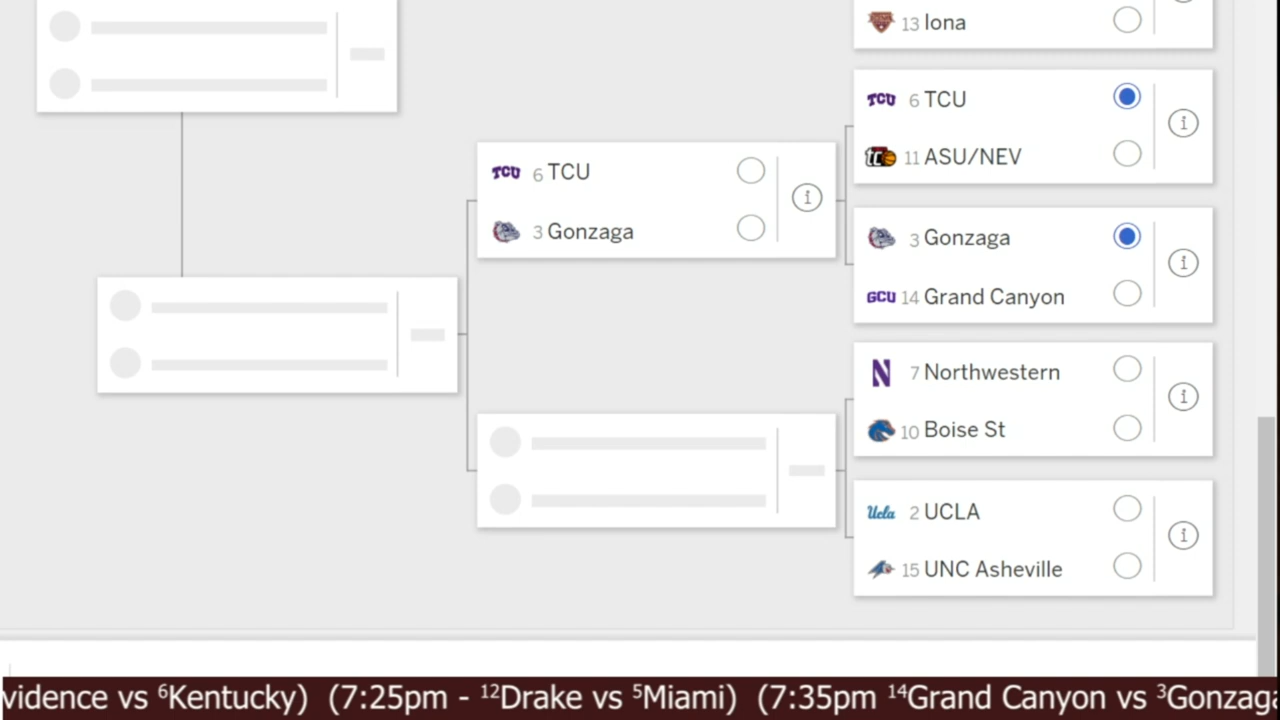 13 Iona
TCU 6 TCU
11 ASU/NEV
TCU 6 TCU
3 Gonzaga
3 Gonzaga
GCU 14 Grand Canyon
N 7 Northwestern
10 Boise St
Ucla 2 UCLA
15 UNC Asheville
vidence vs ⁶Kentucky) (7:25pm - ¹²Drake vs ⁵Miami) (7:35pm ¹⁴Grand Canyon vs ³Gonzaga